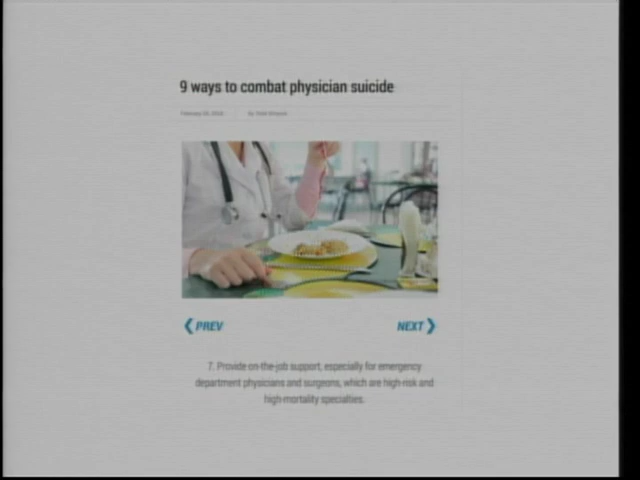 9 ways to combat physician suicide
❮ PREV
NEXT ❯
7. Provide on-the-job support, especially for emergency
department physicians and surgeons, which are high-risk and
high-mortality specialties.